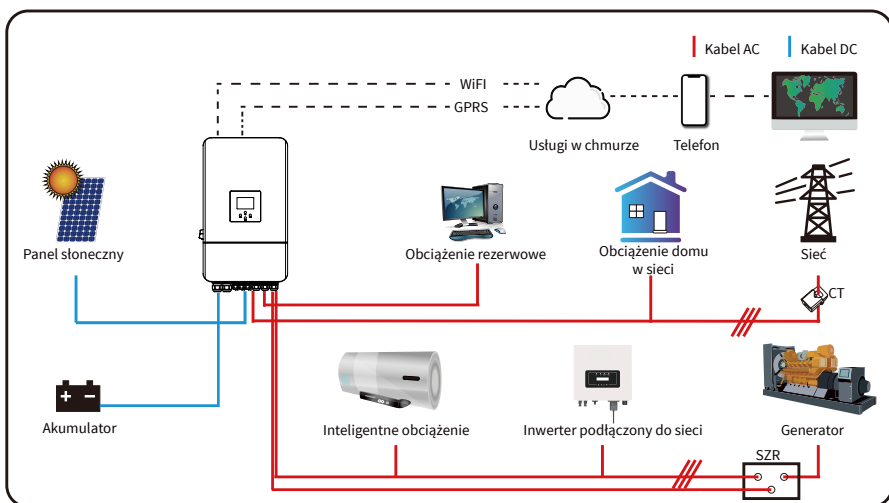 Kabel AC
Kabel DC
WiFI
GPRS
Usługi w chmurze
Telefon
Panel słoneczny
Obciążenie rezerwowe
Obciążenie domu
w sieci
Sieć
CT
Akumulator
Inteligentne obciążenie
Inwerter podłączony do sieci
Generator
SZR